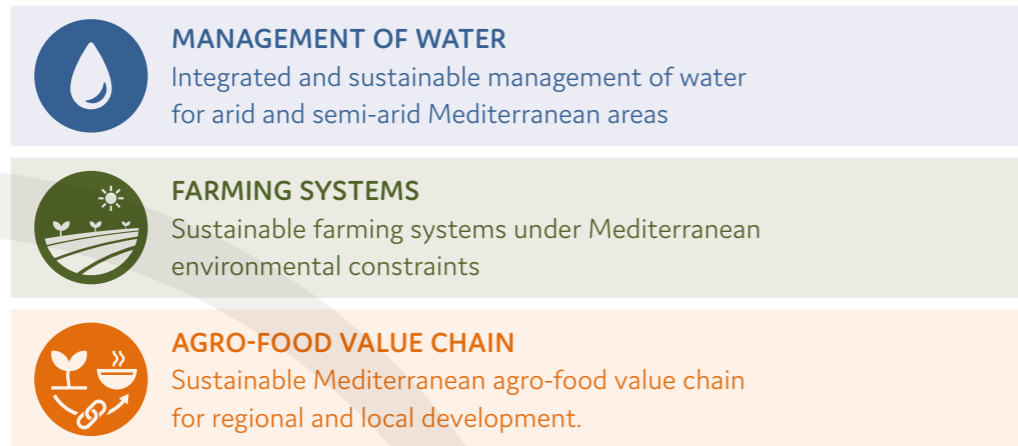 MANAGEMENT OF WATER
Integrated and sustainable management of water
for arid and semi-arid Mediterranean areas
FARMING SYSTEMS
Sustainable farming systems under Mediterranean
environmental constraints
AGRO-FOOD VALUE CHAIN
Sustainable Mediterranean agro-food value chain
for regional and local development.